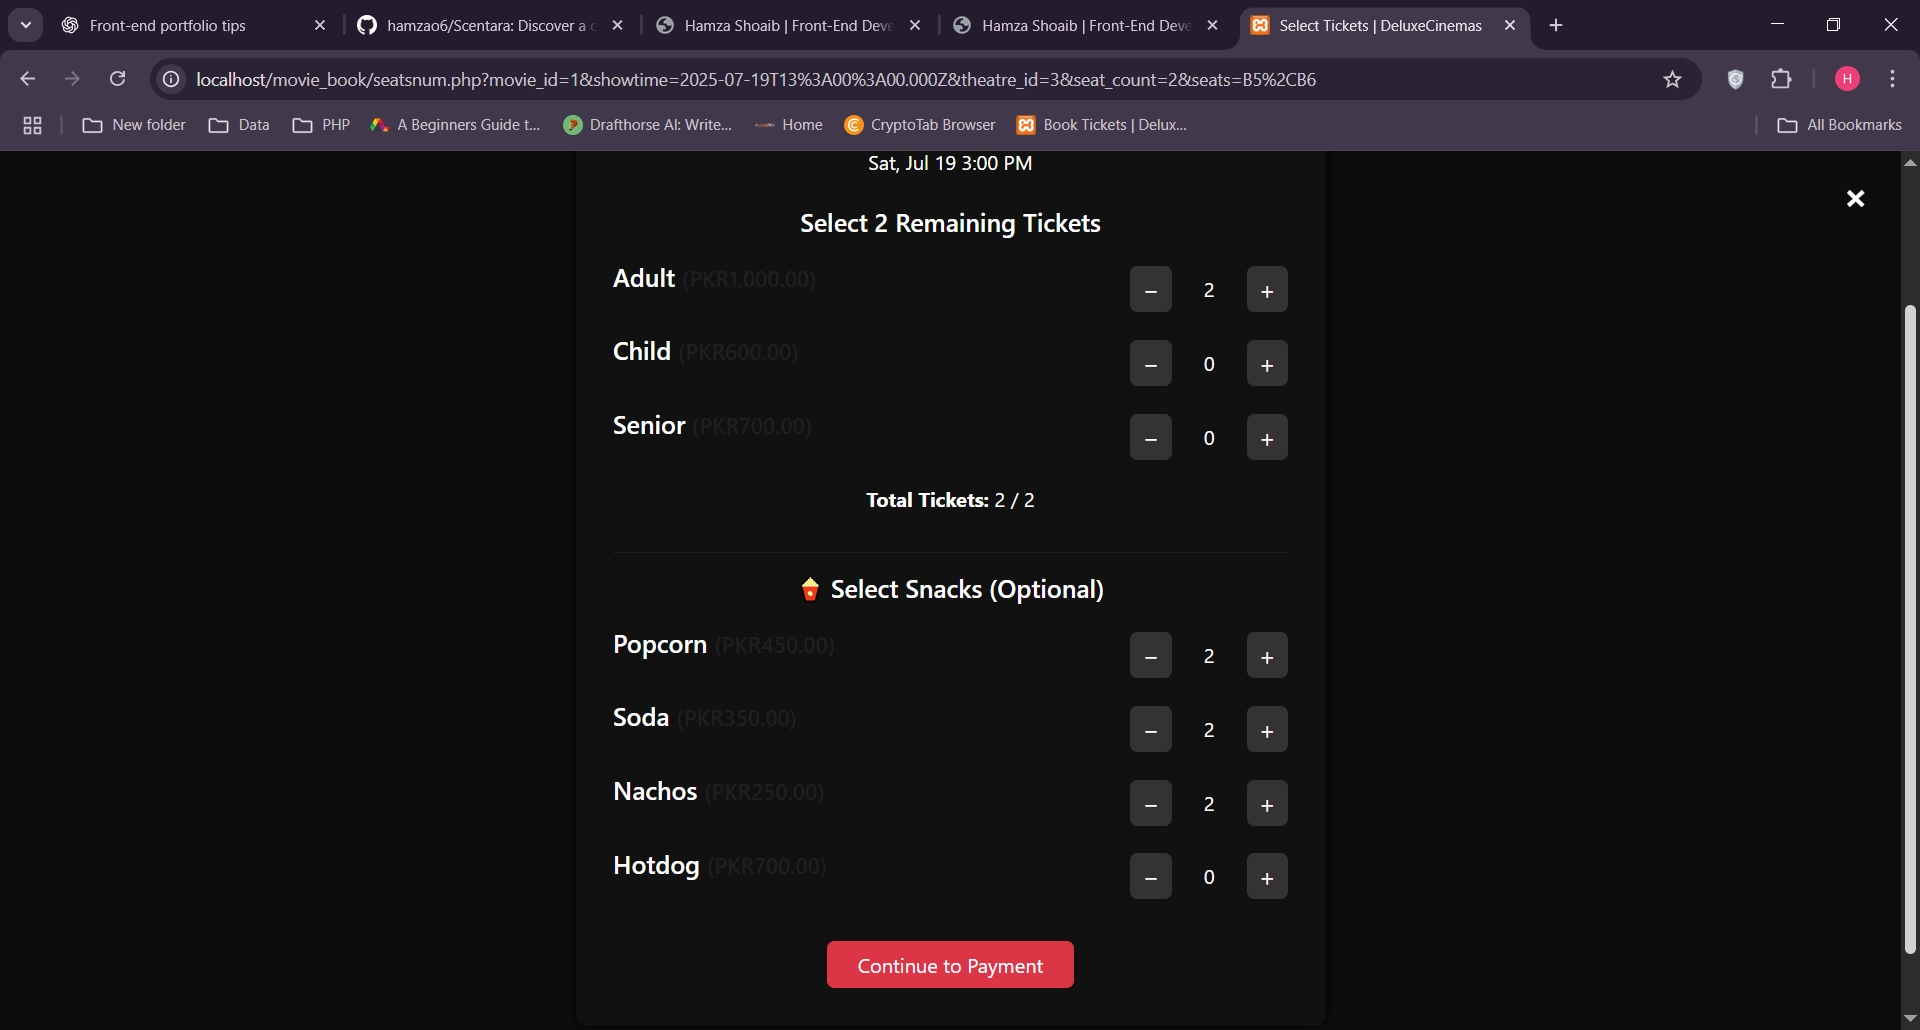 Front-end portfolio tips
hamzao6/Scentara: Discover a c
Hamza Shoaib | Front-End Deve
Hamza Shoaib | Front-End Deve
Select Tickets | DeluxeCinemas
localhost/movie_book/seatsnum.php?movie_id=1&showtime=2025-07-19T13%3A00%3A00.000Z&theatre_id=3&seat_count=2&seats=B5%2CB6
H
New folder
Data
PHP
A Beginners Guide t...
Drafthorse AI: Write...
Home
CryptoTab Browser
Book Tickets | Delux...
All Bookmarks
Sat, Jul 19 3:00 PM
Select 2 Remaining Tickets
Adult (PKR1,000.00) − 2 +
Child (PKR600.00) − 0 +
Senior (PKR700.00) − 0 +
Total Tickets: 2 / 2
Select Snacks (Optional)
Popcorn (PKR450.00) − 2 +
Soda (PKR350.00) − 2 +
Nachos (PKR250.00) − 2 +
Hotdog (PKR700.00) − 0 +
Continue to Payment